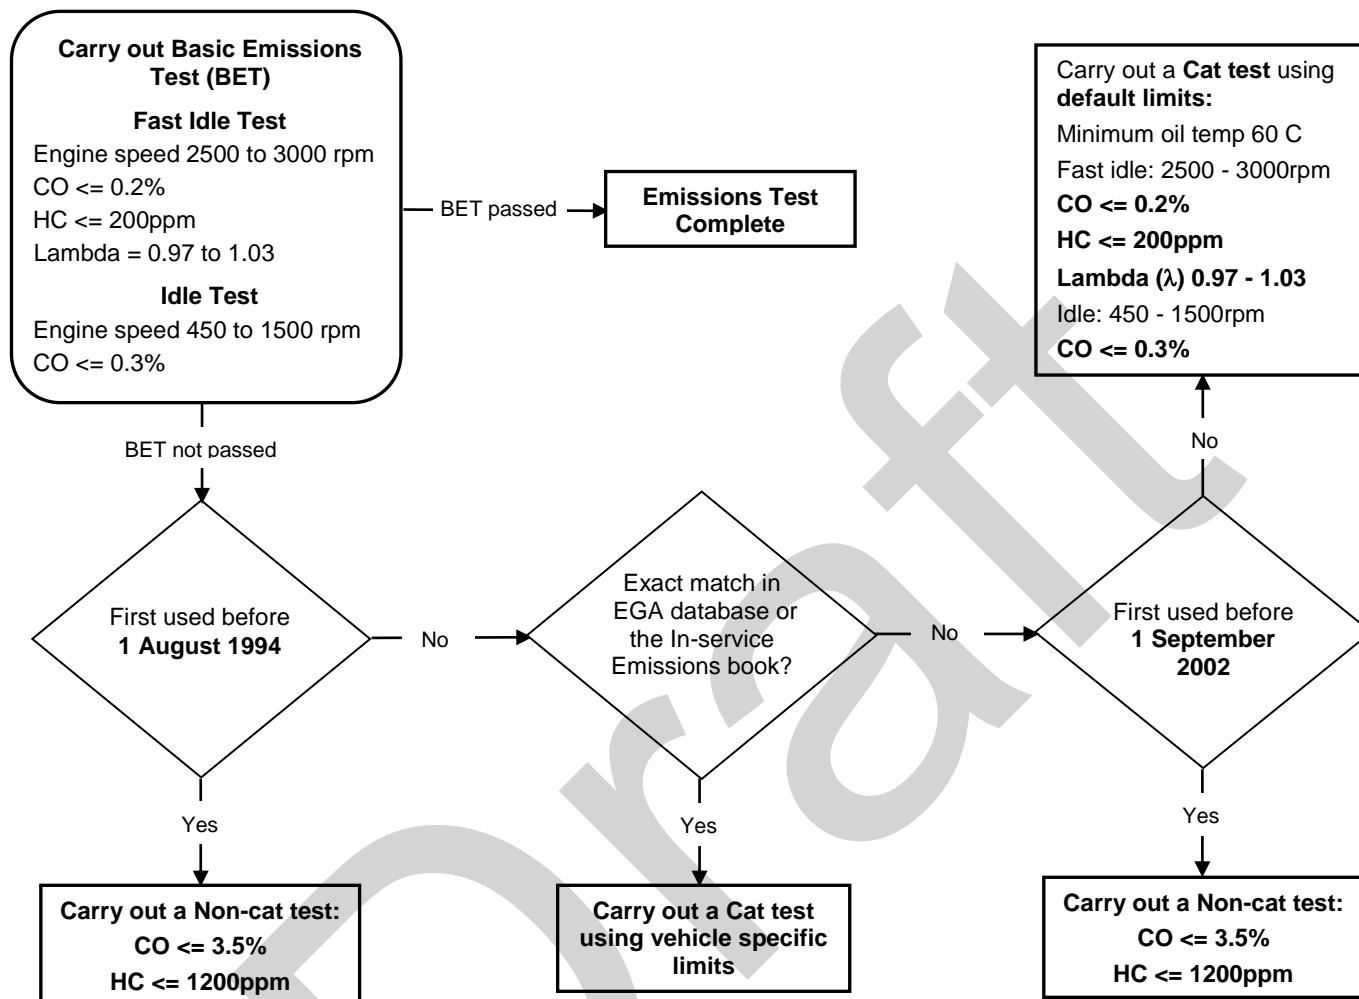 Carry out Basic Emissions
Test (BET)
Fast Idle Test
Engine speed 2500 to 3000 rpm
CO <= 0.2%
HC <= 200ppm
Lambda = 0.97 to 1.03
Idle Test
Engine speed 450 to 1500 rpm
CO <= 0.3%
BET passed
Emissions Test
Complete
Carry out a Cat test using
default limits:
Minimum oil temp 60 C
Fast idle: 2500 - 3000rpm
CO <= 0.2%
HC <= 200ppm
Lambda (λ) 0.97 - 1.03
Idle: 450 - 1500rpm
CO <= 0.3%
BET not passed
No
First used before
1 August 1994
No
Exact match in
EGA database or
the In-service
Emissions book?
No
First used before
1 September
2002
Yes
Yes
Yes
Carry out a Non-cat test:
CO <= 3.5%
HC <= 1200ppm
Carry out a Cat test
using vehicle specific
limits
Carry out a Non-cat test:
CO <= 3.5%
HC <= 1200ppm
Draft